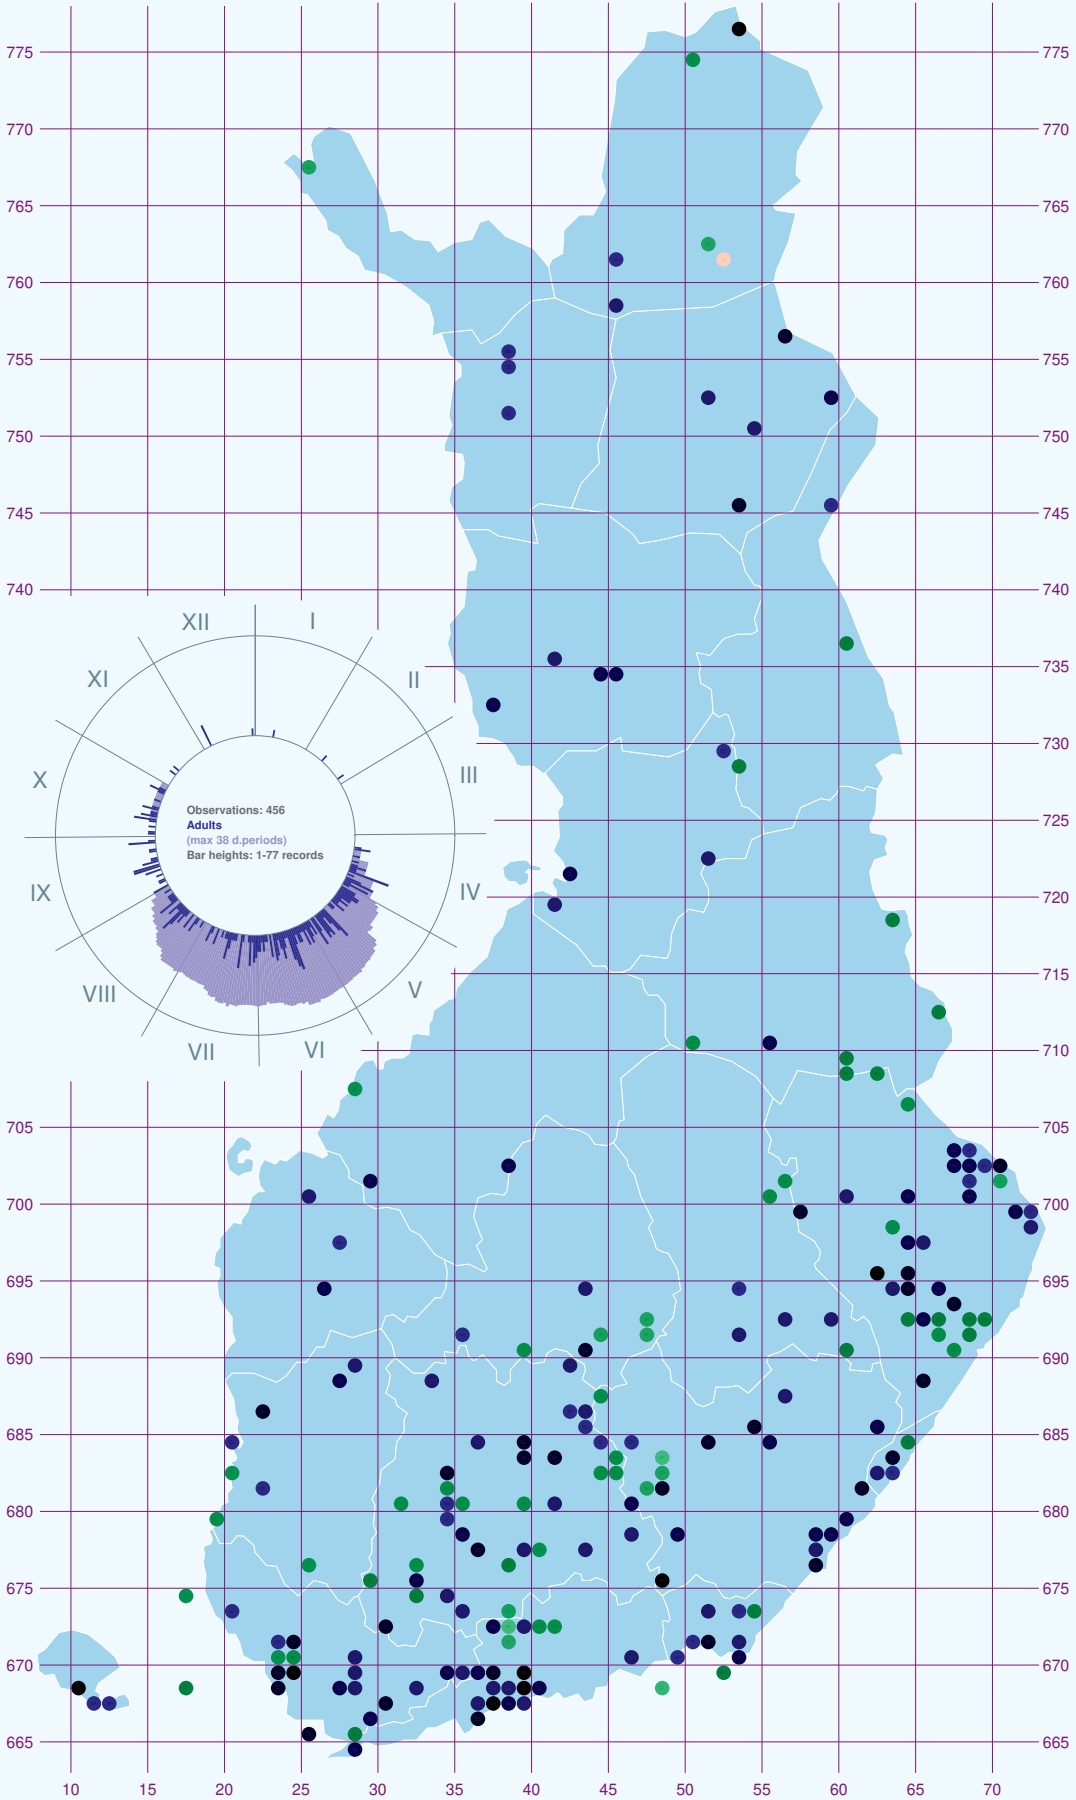 775 775
770 770
765 765
760 760
755 755
750 750
745 745
740 740
XII I
XI II
735 735
730 730
X III
Observations: 456
Adults
(max 38 d.periods)
Bar heights: 1-77 records
725 725
IX IV
720 720
VIII V
715 715
VII VI
710 710
705 705
700 700
695 695
690 690
685 685
680 680
675 675
670 670
665 665
10 15 20 25 30 35 40 45 50 55 60 65 70